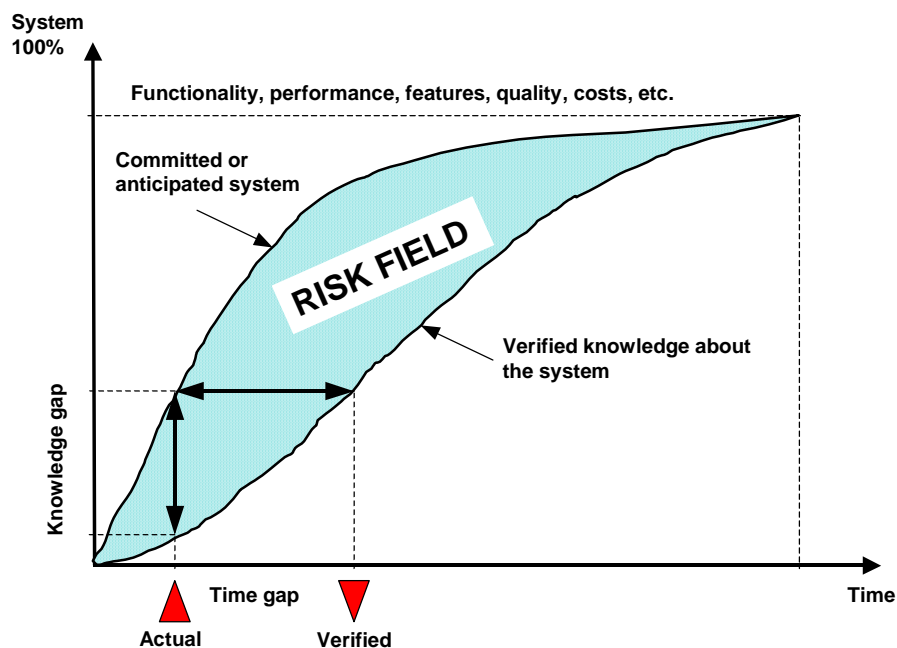 System
100%
Functionality, performance, features, quality, costs, etc.
Committed or
anticipated system
RISK FIELD
Verified knowledge about
the system
Knowledge gap
Time gap
Time
Actual
Verified